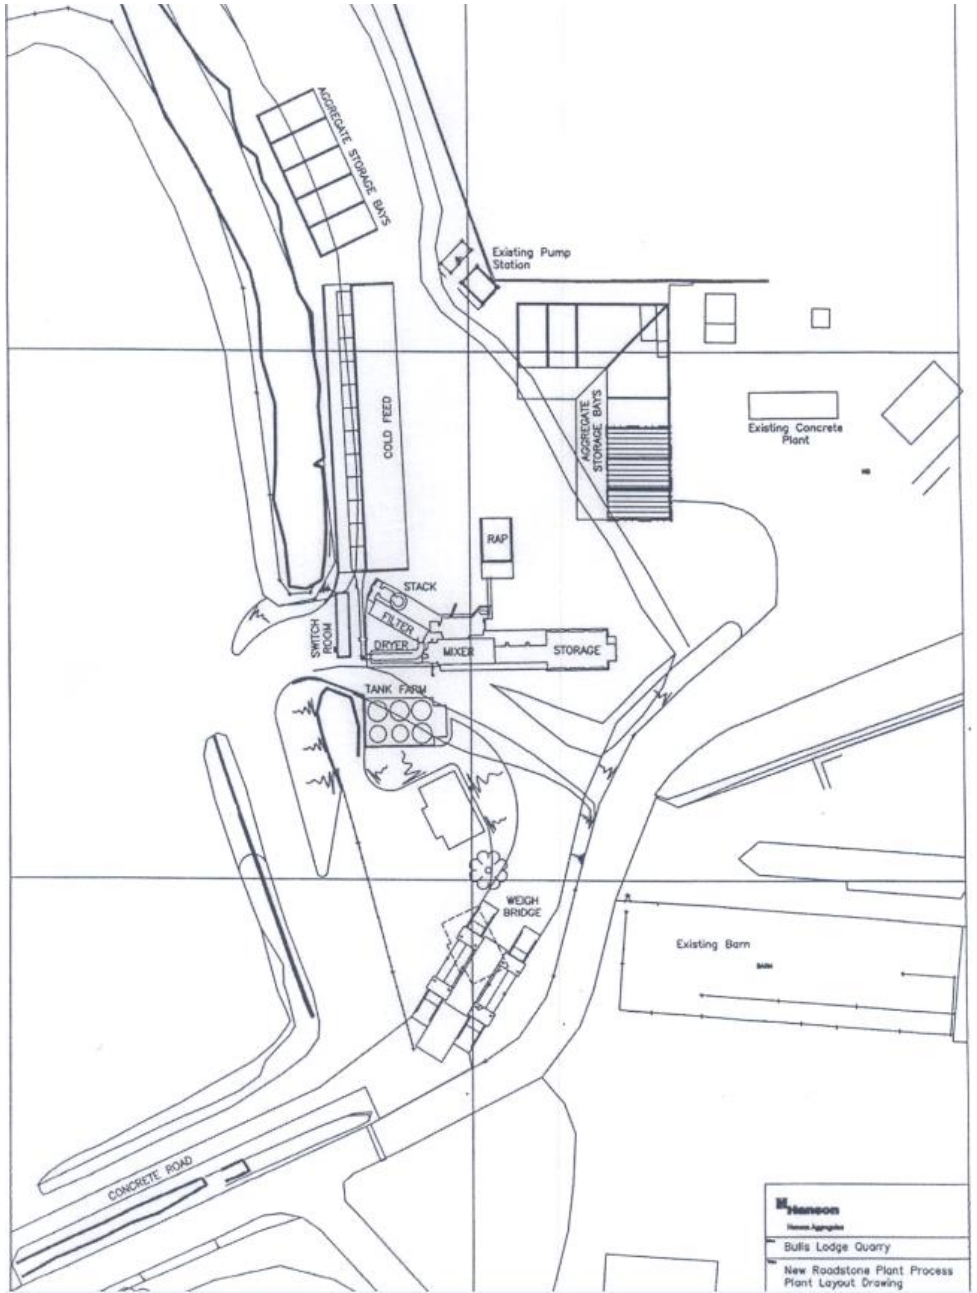 AGGREGATE STORAGE BAYS
Existing Pump
Station
COLD FEED
AGGREGATE
STORAGE BAYS
Existing Concrete
Plant
RAP
STACK
FILTER
SWITCH
ROOM
DRYER
MIXER
STORAGE
TANK FARM
WEIGH
BRIDGE
Existing Barn
BARN
CONCRETE ROAD
Hanson
Hanson Aggregates
Bulls Lodge Quarry
New Roadstone Plant Process
Plant Layout Drawing